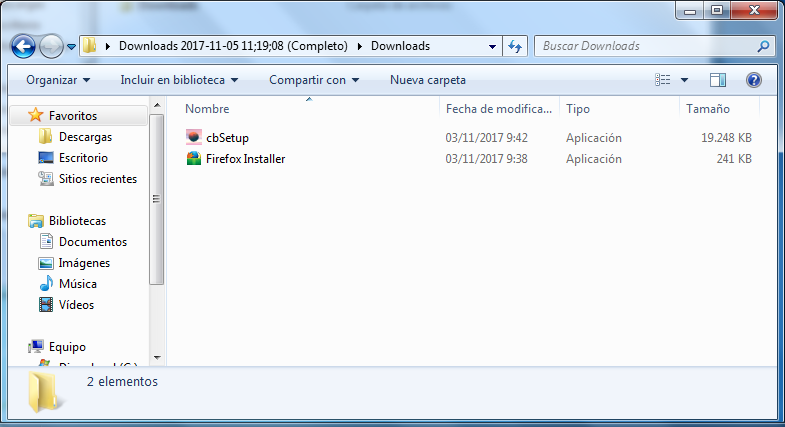 Downloads 2017-11-05 11;19;08 (Completo) Downloads
Buscar Downloads
Organizar Incluir en biblioteca Compartir con Nueva carpeta
Favoritos
Descargas
Escritorio
Sitios recientes
Bibliotecas
Documentos
Imágenes
Música
Vídeos
Equipo
Nombre Fecha de modifica... Tipo Tamaño
cbSetup 03/11/2017 9:42 Aplicación 19.248 KB
Firefox Installer 03/11/2017 9:38 Aplicación 241 KB
2 elementos